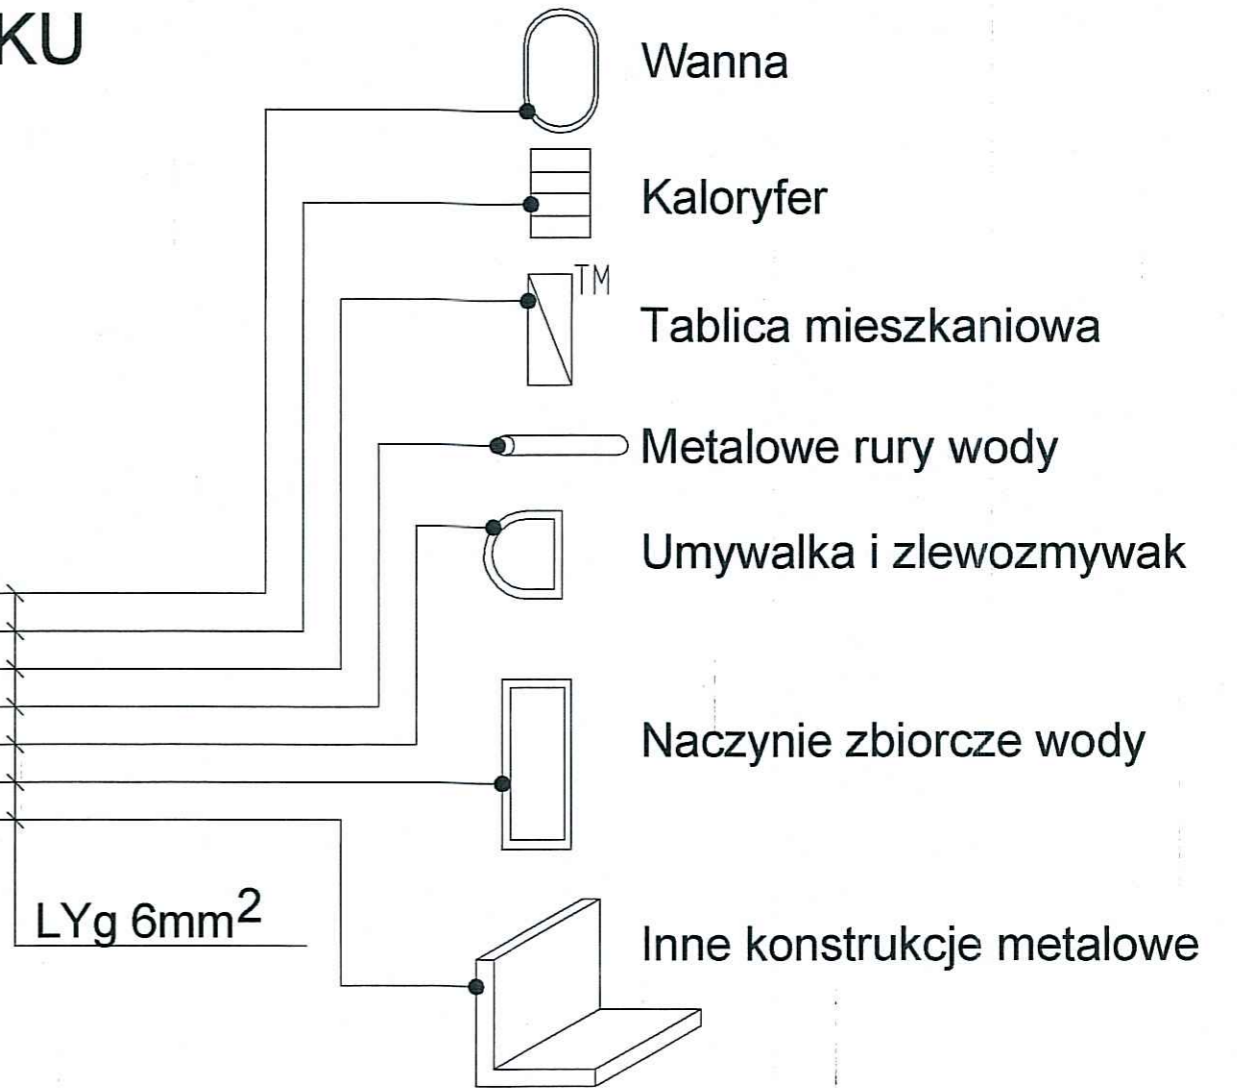 KU
Wanna
Kaloryfer
TM
Tablica mieszkaniowa
Metalowe rury wody
Umywalka i zlewozmywak
Naczynie zbiorcze wody
LYg 6mm²
Inne konstrukcje metalowe